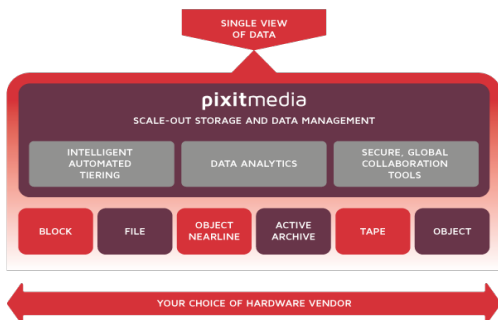 SINGLE VIEW
OF DATA
pixitmedia
SCALE-OUT STORAGE AND DATA MANAGEMENT
INTELLIGENT
AUTOMATED
TIERING
DATA ANALYTICS
SECURE, GLOBAL
COLLABORATION
TOOLS
BLOCK
FILE
OBJECT
NEARLINE
ACTIVE
ARCHIVE
TAPE
OBJECT
YOUR CHOICE OF HARDWARE VENDOR